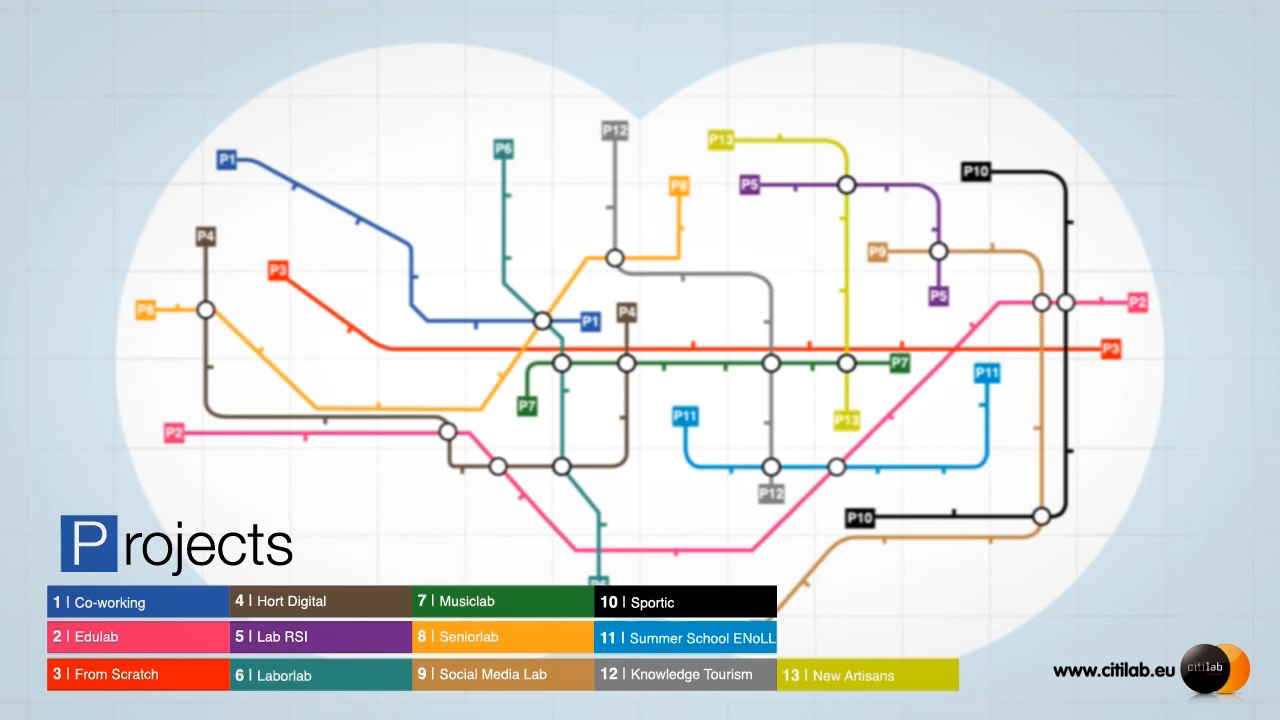 P12
P13
P6
P1
P10
P5
P8
P4
P9
P3
P5
P8
P2
P4
P1
P3
P7
P11
P7
P11
P13
P2
P12
P10
Projects
1 | Co-working
4 | Hort Digital
7 | Musiclab
10 | Sportic
2 | Edulab
5 | Lab RSI
8 | Seniorlab
11 | Summer School ENoLL
3 | From Scratch
6 | Laborlab
9 | Social Media Lab
12 | Knowledge Tourism
13 | New Artisans
www.citilab.eu
citilab